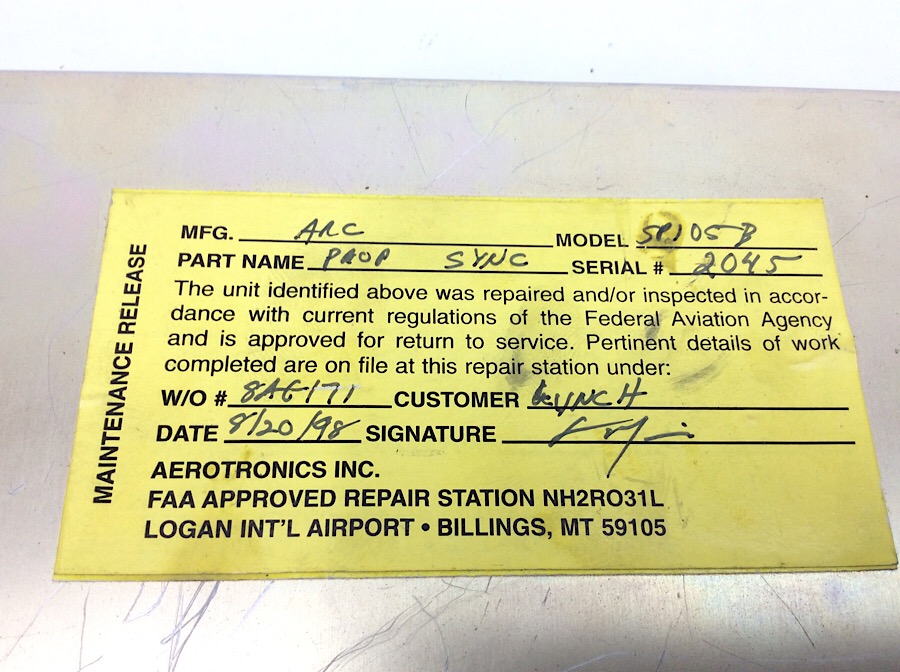 MAINTENANCE RELEASE
MFG. ARC MODEL SP105B
PART NAME PROP SYNC SERIAL # 2045
The unit identified above was repaired and/or inspected in accor-
dance with current regulations of the Federal Aviation Agency
and is approved for return to service. Pertinent details of work
completed are on file at this repair station under:
W/O # CUSTOMER LYNCH
DATE 8/20/98 SIGNATURE
AEROTRONICS INC.
FAA APPROVED REPAIR STATION NH2RO31L
LOGAN INT'L AIRPORT • BILLINGS, MT 59105